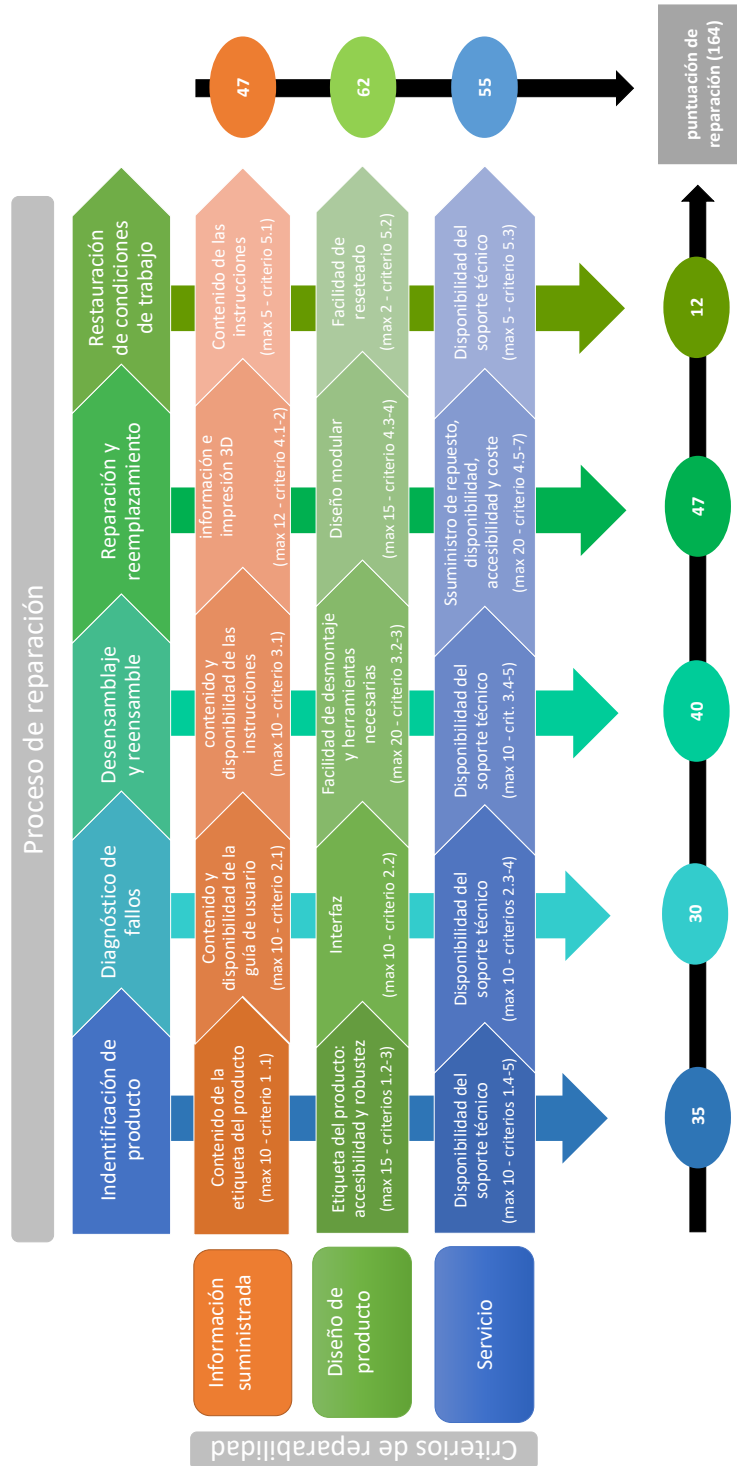 Proceso de reparación
Indentificación de
producto
Diagnóstico de
fallos
Desensamblaje
y reensamble
Reparación y
reemplazamiento
Restauración
de condiciones
de trabajo
Criterios de reparabilidad
Información
suministrada
Contenido de la
etiqueta del producto
(max 10 - criterio 1 .1)
Contenido y
disponibilidad de la
guía de usuario
(max 10 - criterio 2.1)
contenido y
disponibilidad de las
instrucciones
(max 10 - criterio 3.1)
información e
impresión 3D
(max 12 - criterio 4.1-2)
Contenido de las
instrucciones
(max 5 - criterio 5.1)
47
Diseño de
producto
Etiqueta del producto:
accesibilidad y robustez
(max 15 - criterios 1.2-3)
Interfaz
(max 10 - criterio 2.2)
Facilidad de desmontaje
y herramientas
necesarias
(max 20 - criterio 3.2-3)
Diseño modular
(max 15 - criterio 4.3-4)
Facilidad de
reseteado
(max 2 - criterio 5.2)
62
Servicio
Disponibilidad del
soporte técnico
(max 10 - criterios 1.4-5)
Disponibilidad del
soporte técnico
(max 10 - criterios 2.3-4)
Disponibilidad del
soporte técnico
(max 10 - crit. 3.4-5)
Ssuministro de repuesto,
disponibilidad,
accesibilidad y coste
(max 20 - criterio 4.5-7)
Disponibilidad del
soporte técnico
(max 5 - criterio 5.3)
55
35
30
40
47
12
puntuación de
reparación (164)